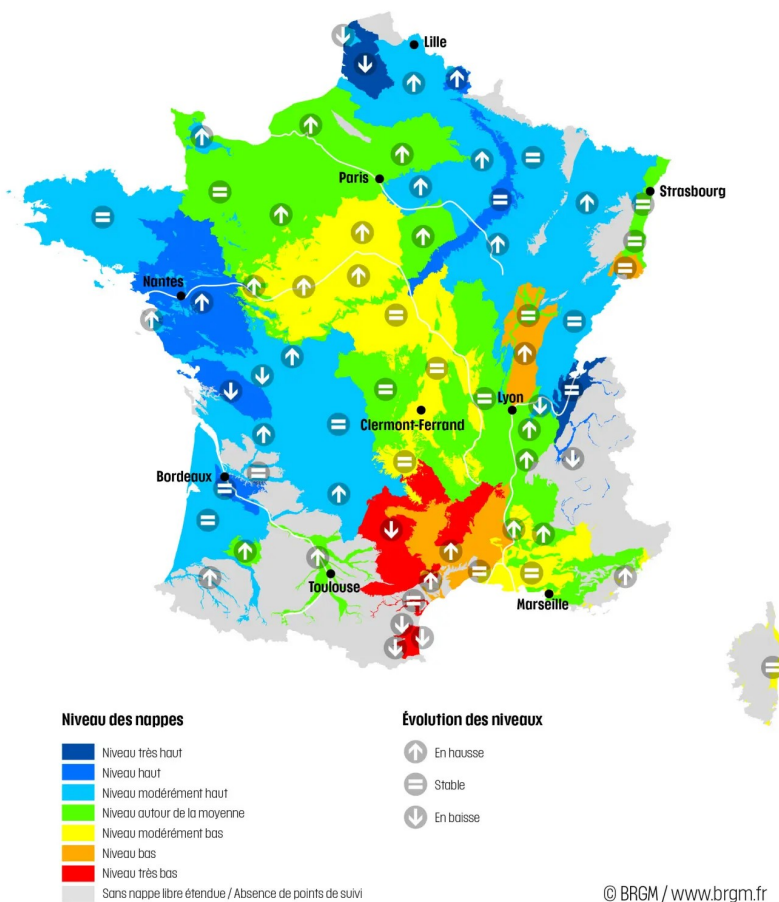 Lille
Paris
Strasbourg
Nantes
Lyon
Clermont-Ferrand
Bordeaux
Toulouse
Marseille
Niveau des nappes
Niveau très haut
Niveau haut
Niveau modérément haut
Niveau autour de la moyenne
Niveau modérément bas
Niveau bas
Niveau très bas
Sans nappe libre étendue / Absence de points de suivi
Évolution des niveaux
En hausse
Stable
En baisse
© BRGM / www.brgm.fr